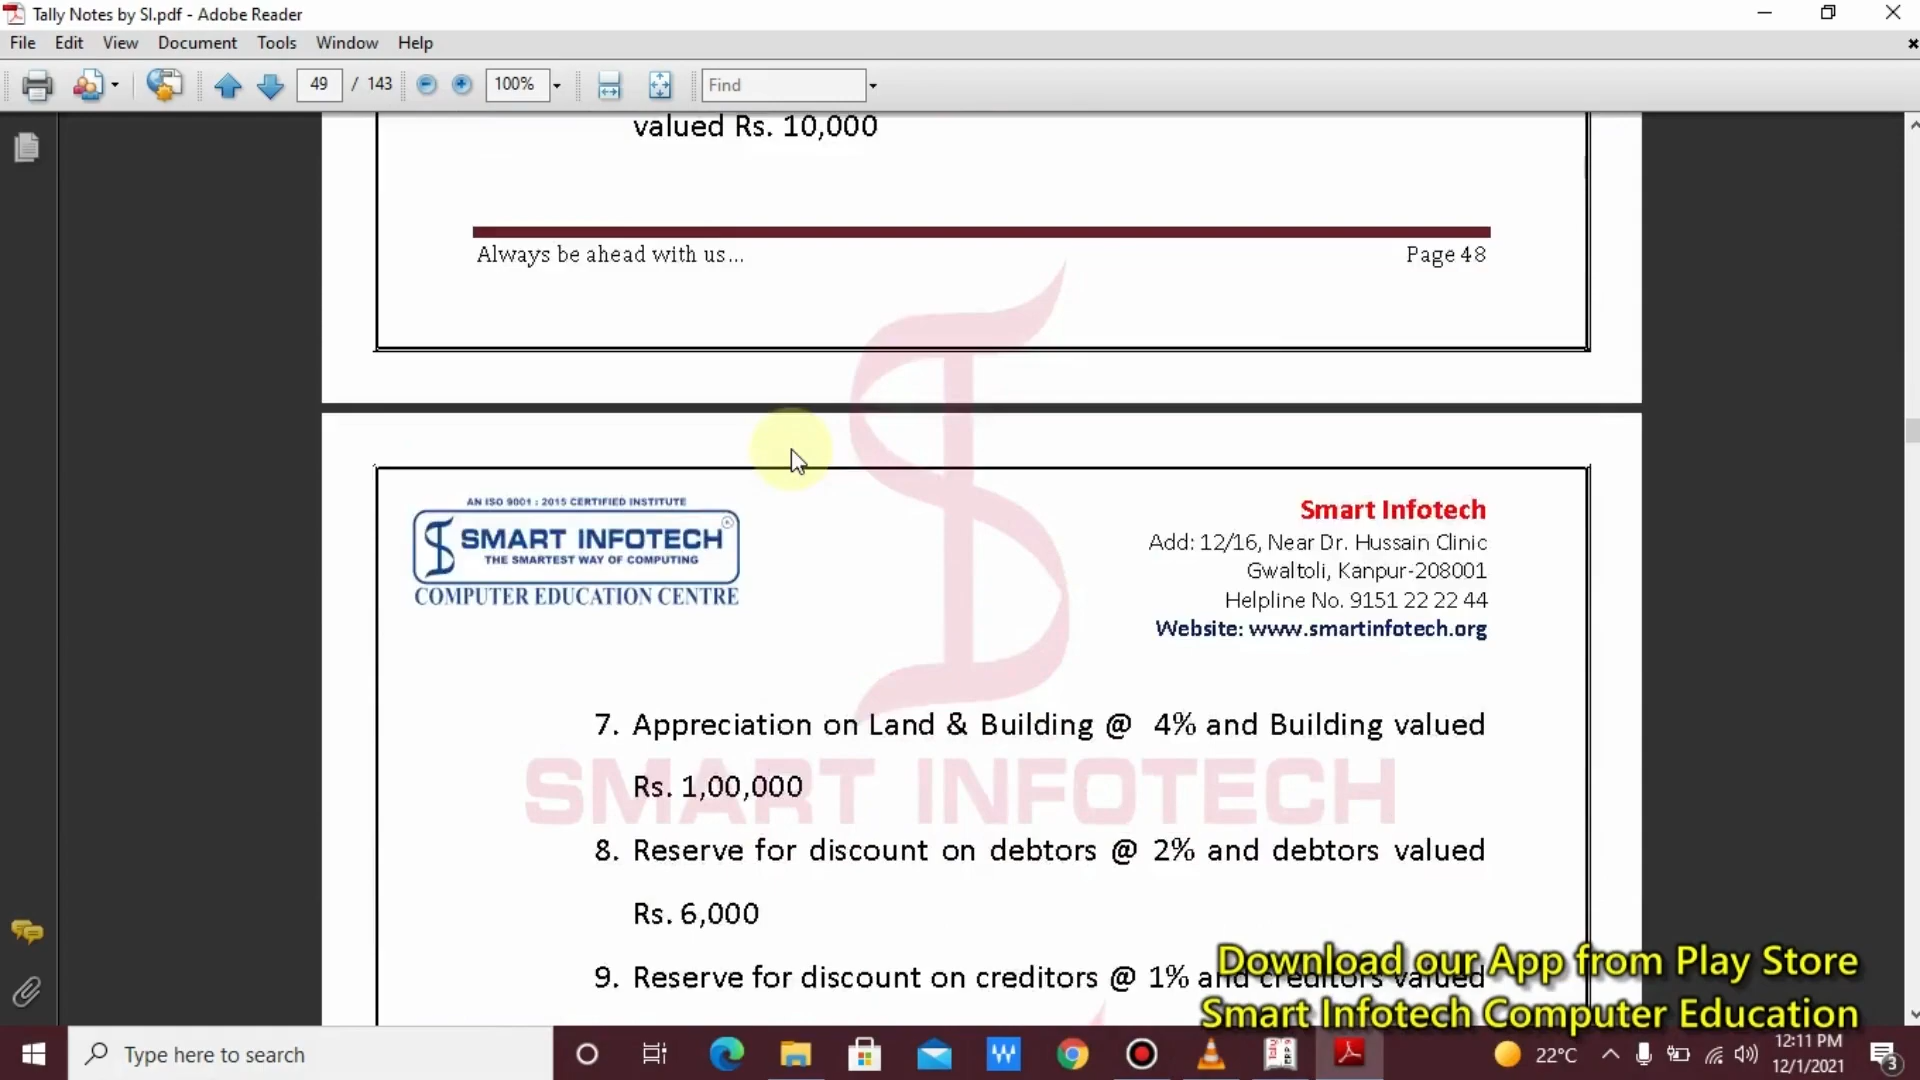 Tally Notes by SI.pdf - Adobe Reader
File Edit View Document Tools Window Help
49 / 143 100% Find
valued Rs. 10,000
Always be ahead with us... Page 48
AN ISO 9001 : 2015 CERTIFIED INSTITUTE
SMART INFOTECH
THE SMARTEST WAY OF COMPUTING
COMPUTER EDUCATION CENTRE
Smart Infotech
Add: 12/16, Near Dr. Hussain Clinic
Gwaltoli, Kanpur-208001
Helpline No. 9151 22 22 44
Website: www.smartinfotech.org
7. Appreciation on Land & Building @ 4% and Building valued
Rs. 1,00,000
SMART INFOTECH
8. Reserve for discount on debtors @ 2% and debtors valued
Rs. 6,000
9. Reserve for discount on creditors @ 1% and creditors valued
Download our App from Play Store
Smart Infotech Computer Education
Type here to search
22°C
12:11 PM
12/1/2021
3